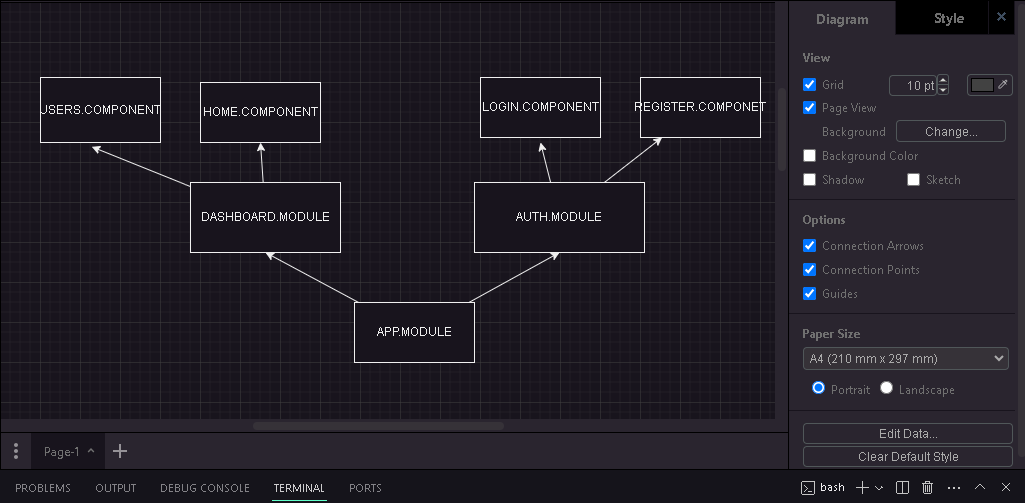 Diagram
Style
View
Grid
10 pt
Page View
Background
Change...
Background Color
Shadow
Sketch
Options
Connection Arrows
Connection Points
Guides
Paper Size
A4 (210 mm x 297 mm)
Portrait
Landscape
Edit Data...
Clear Default Style
USERS.COMPONENT
HOME.COMPONENT
LOGIN.COMPONENT
REGISTER.COMPONET
DASHBOARD.MODULE
AUTH.MODULE
APP.MODULE
Page-1
PROBLEMS
OUTPUT
DEBUG CONSOLE
TERMINAL
PORTS
bash